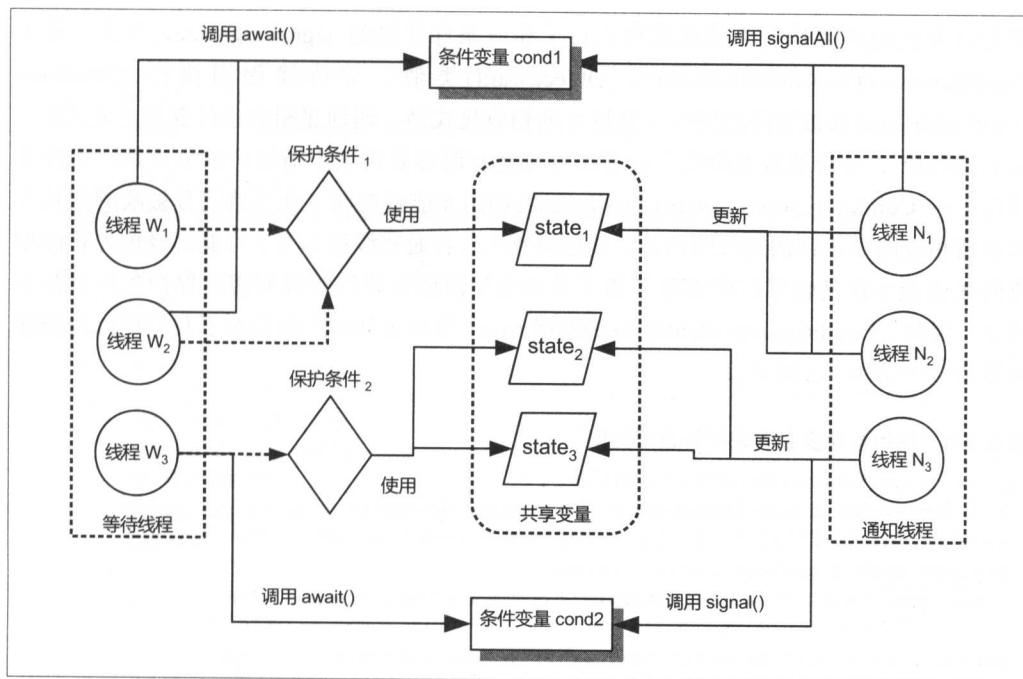 调用 await()
条件变量 cond1
调用 signalAll()
保护条件 1
线程 W1
使用
state1
更新
线程 N1
线程 W2
state2
线程 N2
保护条件 2
线程 W3
使用
state3
更新
线程 N3
等待线程
共享变量
通知线程
调用 await()
条件变量 cond2
调用 signal()